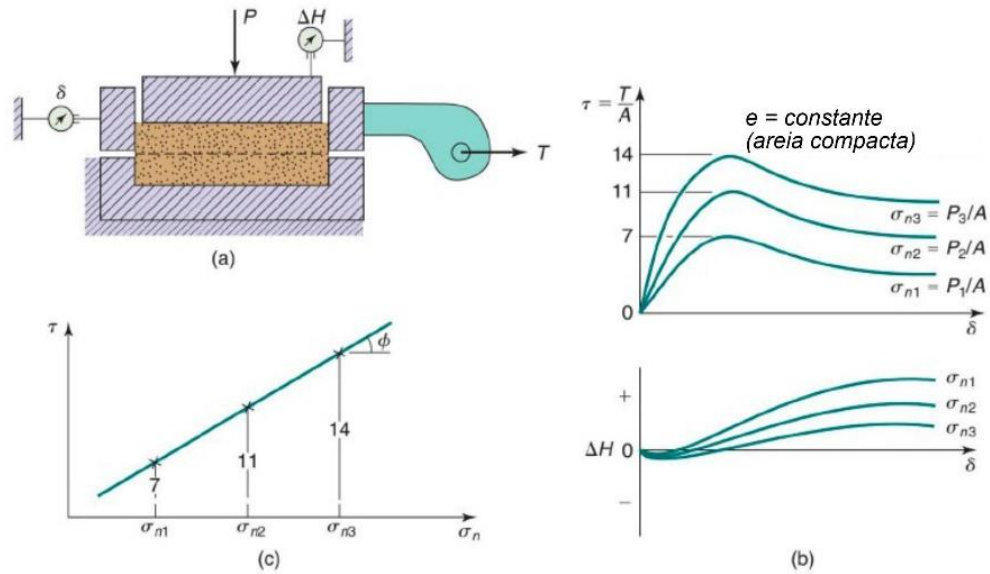 P
ΔH
δ
T
(a)
τ = T/A
e = constante
(areia compacta)
14
11
7
0
σn3 = P3/A
σn2 = P2/A
σn1 = P1/A
δ
τ
ϕ
7
11
14
σn1
σn2
σn3
σn
(c)
+
ΔH 0
−
σn1
σn2
σn3
δ
(b)